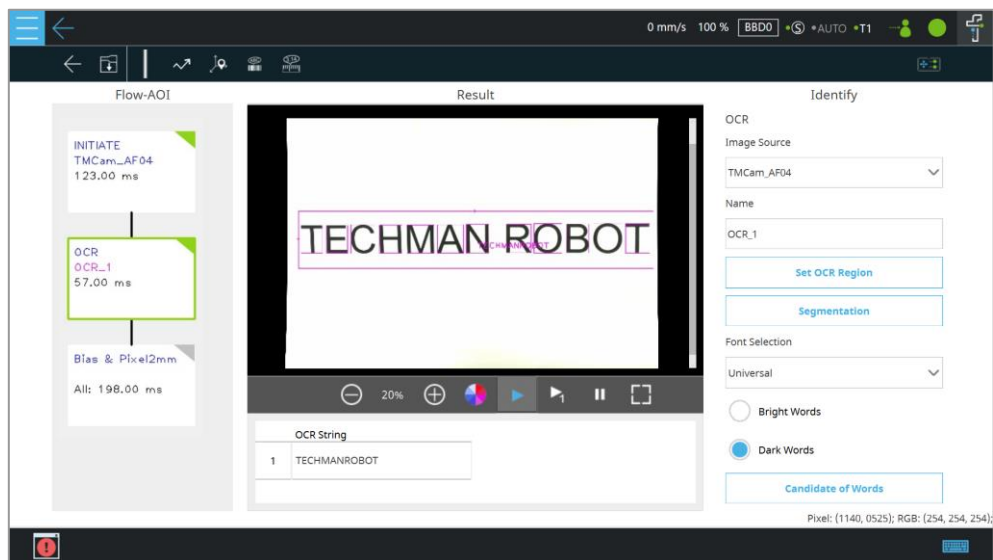 0 mm/s 100 % BBD0 •Ⓢ •AUTO •T1
Flow-AOI
INITIATE
TMCam_AF04
123.00 ms
OCR
OCR_1
57.00 ms
Bias & Pixel2mm
All: 198.00 ms
Result
TECHMAN ROBOT
TECHMANROBOT
20%
1
OCR String
1 TECHMANROBOT
Identify
OCR
Image Source
TMCam_AF04
Name
OCR_1
Set OCR Region
Segmentation
Font Selection
Universal
Bright Words
Dark Words
Candidate of Words
Pixel: (1140, 0525); RGB: (254, 254, 254);